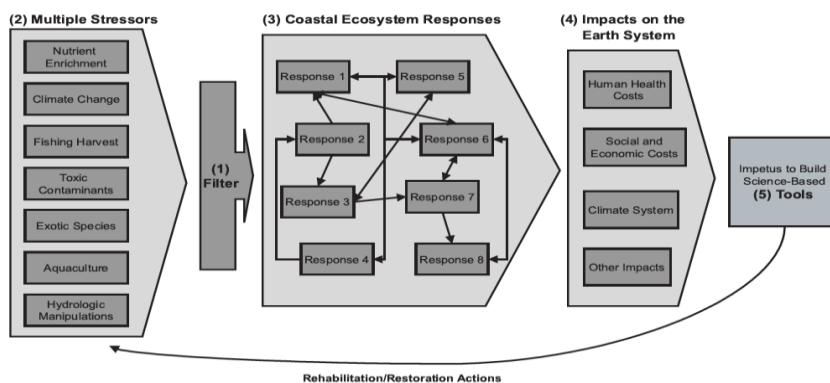 (2) Multiple Stressors
Nutrient
Enrichment
Climate Change
Fishing Harvest
Toxic
Contaminants
Exotic Species
Aquaculture
Hydrologic
Manipulations
(1)
Filter
(3) Coastal Ecosystem Responses
Response 1
Response 5
Response 2
Response 6
Response 3
Response 7
Response 4
Response 8
(4) Impacts on the
Earth System
Human Health
Costs
Social and
Economic Costs
Climate System
Other Impacts
Impetus to Build
Science-Based
(5) Tools
Rehabilitation/Restoration Actions